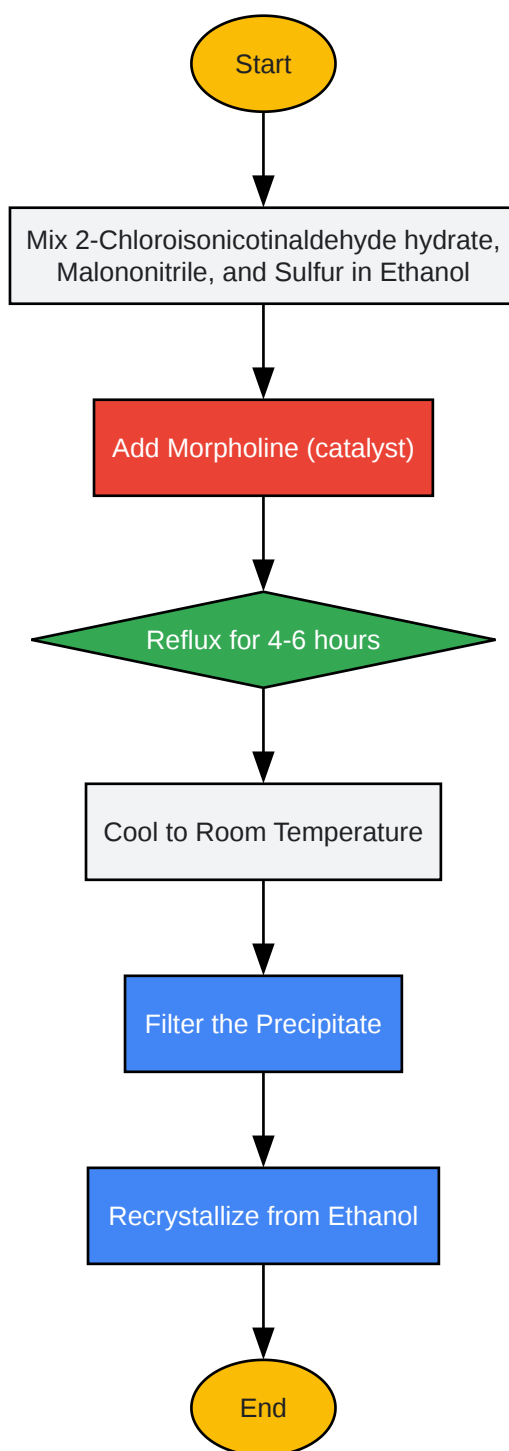 Start
Mix 2-Chloroisonicotinaldehyde hydrate,
Malononitrile, and Sulfur in Ethanol
Add Morpholine (catalyst)
Reflux for 4-6 hours
Cool to Room Temperature
Filter the Precipitate
Recrystallize from Ethanol
End